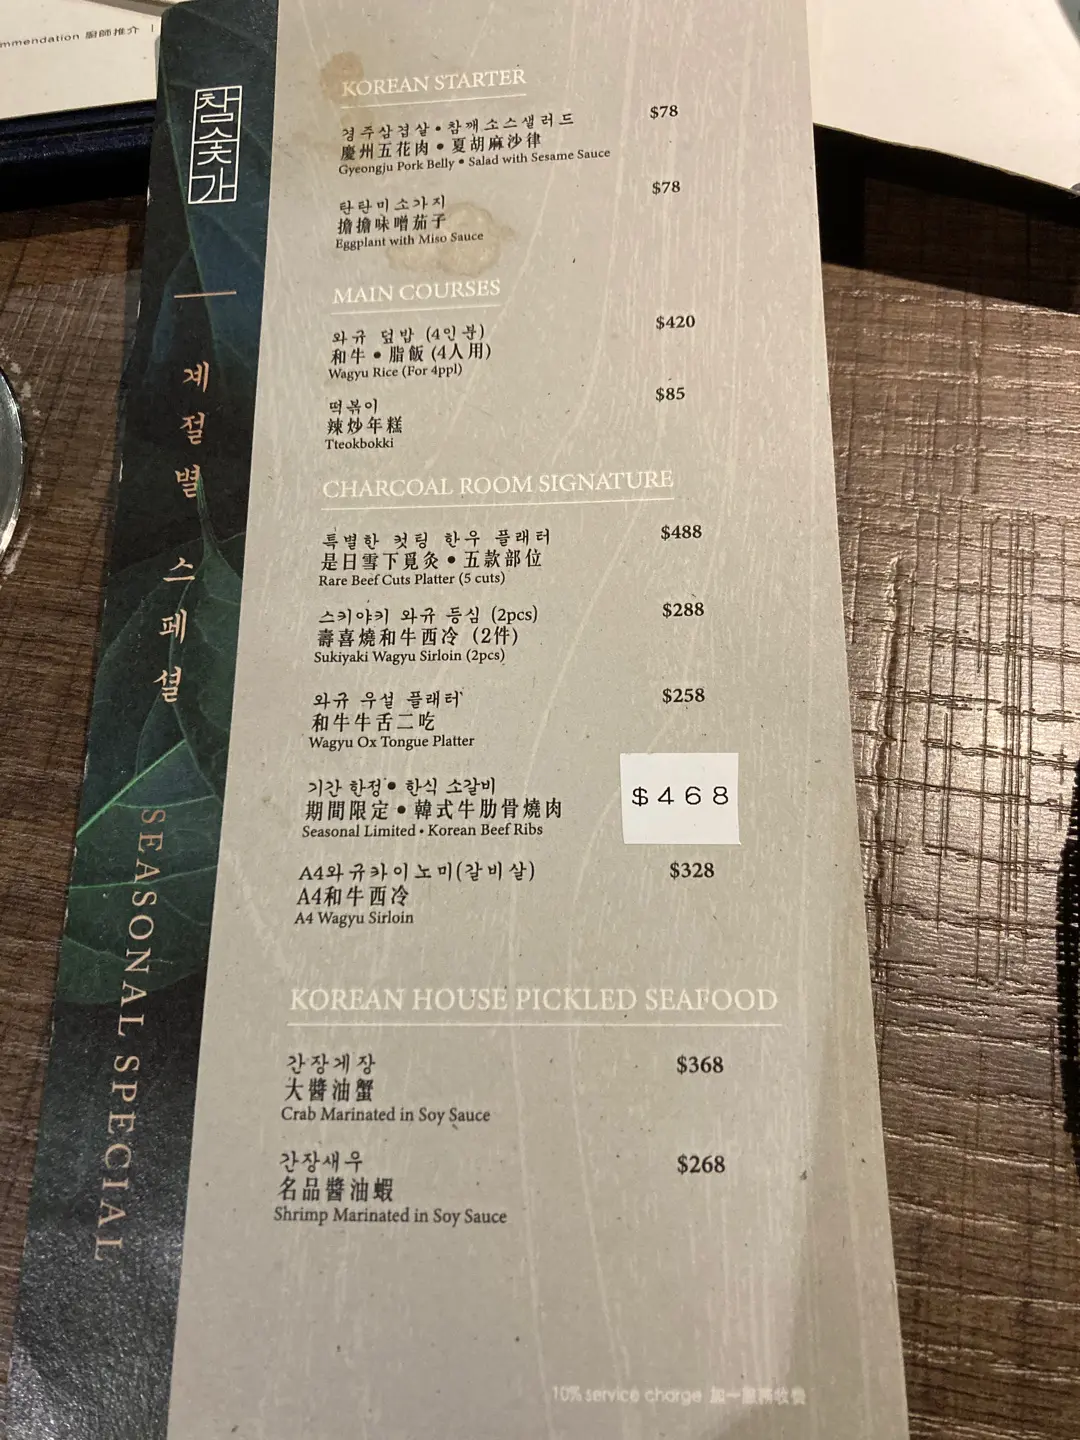 mmendation 廚師推介 |
참숯가
계절별 스페셜
SEASONAL SPECIAL
KOREAN STARTER
경주삼겹살•참깨소스샐러드 $78
慶州五花肉•夏胡麻沙律
Gyeongju Pork Belly • Salad with Sesame Sauce
탄탄미소가지 $78
擔擔味噌茄子
Eggplant with Miso Sauce
MAIN COURSES
와규 덮밥 (4인분) $420
和牛•脂飯 (4人用)
Wagyu Rice (For 4ppl)
떡볶이 $85
辣炒年糕
Tteokbokki
CHARCOAL ROOM SIGNATURE
특별한 컷팅 한우 플래터 $488
是日雪下覓灸•五款部位
Rare Beef Cuts Platter (5 cuts)
스키야키 와규 등심 (2pcs) $288
壽喜燒和牛西冷 (2件)
Sukiyaki Wagyu Sirloin (2pcs)
와규 우설 플래터 $258
和牛牛舌二吃
Wagyu Ox Tongue Platter
기간 한정• 한식 소갈비 $468
期間限定•韓式牛肋骨燒肉
Seasonal Limited • Korean Beef Ribs
A4와규카이노미(갈비살) $328
A4和牛西冷
A4 Wagyu Sirloin
KOREAN HOUSE PICKLED SEAFOOD
간장게장 $368
大醬油蟹
Crab Marinated in Soy Sauce
간장새우 $268
名品醬油蝦
Shrimp Marinated in Soy Sauce
10% service charge 加一服務收費